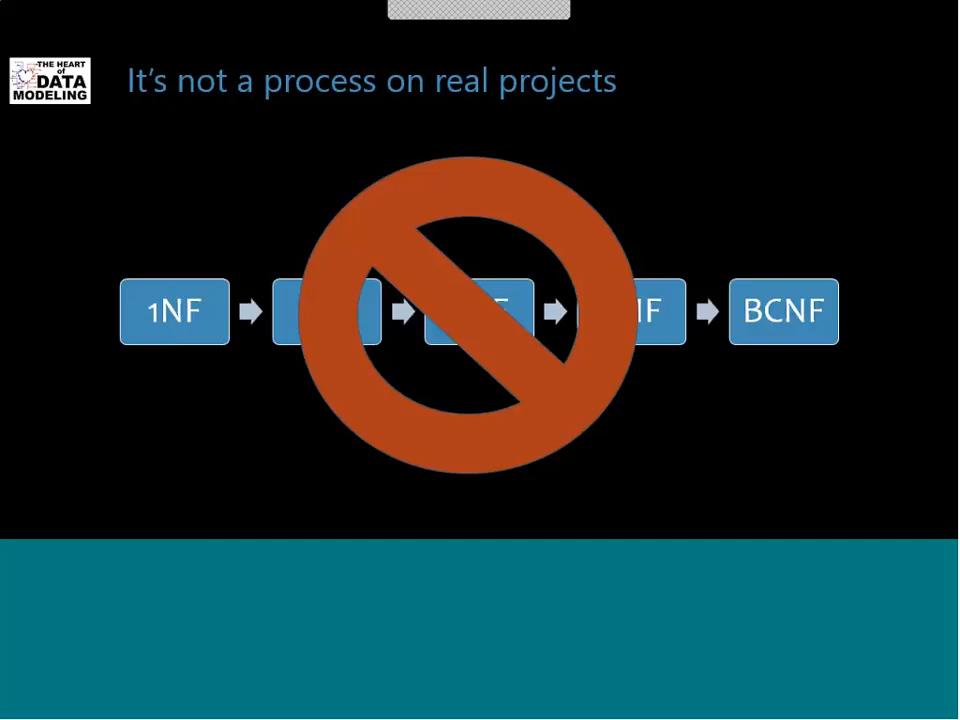 THE HEART
of
DATA
MODELING
It's not a process on real projects
1NF
BCNF